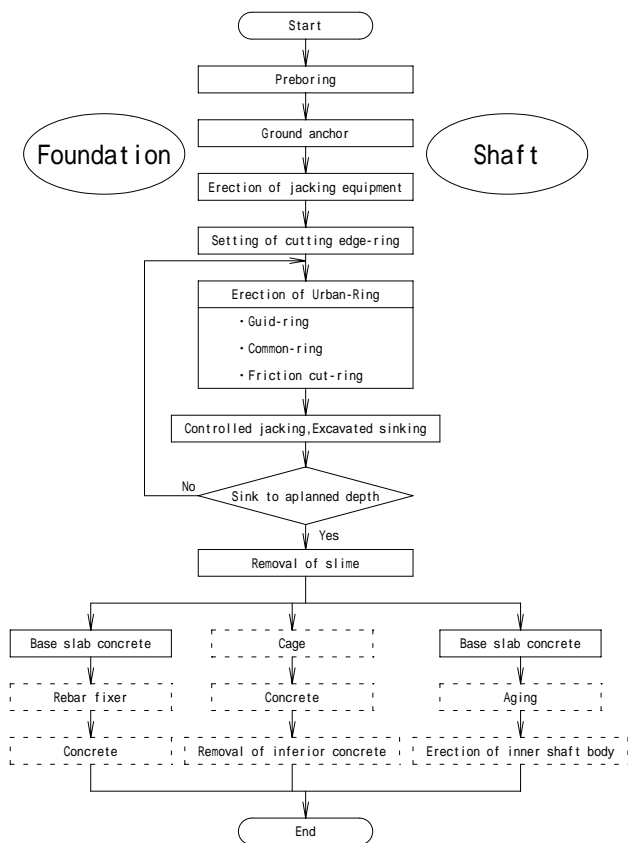 Start
Preboring
Ground anchor
Foundation
Shaft
Erection of jacking equipment
Setting of cutting edge-ring
Erection of Urban-Ring
・Guid-ring
・Common-ring
・Friction cut-ring
Controlled jacking,Excavated sinking
No
Sink to aplanned depth
Yes
Removal of slime
Base slab concrete
Cage
Base slab concrete
Rebar fixer
Concrete
Aging
Concrete
Removal of inferior concrete
Erection of inner shaft body
End